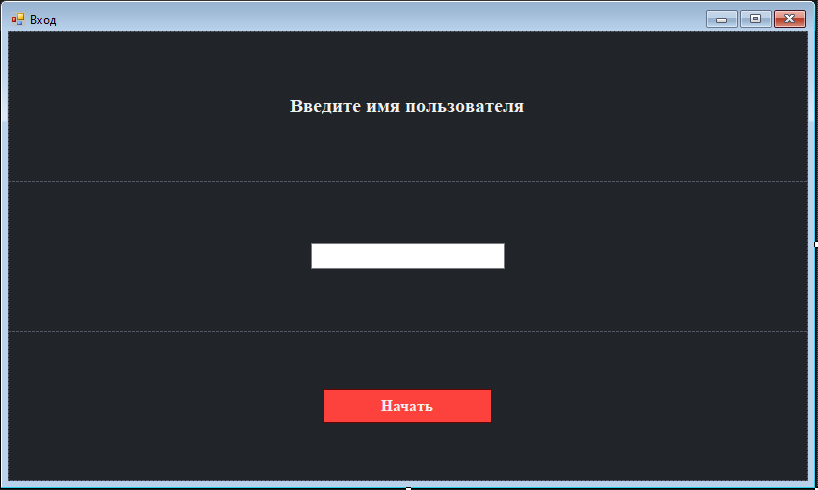 Вход
Введите имя пользователя
Начать